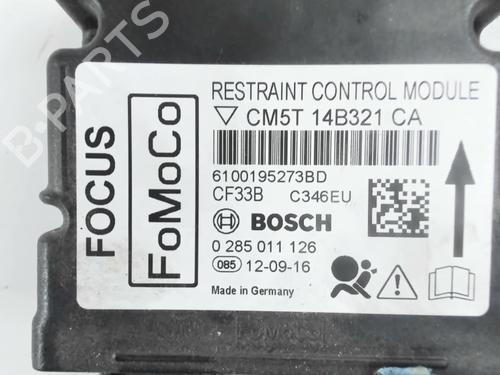 B-PARTS
FOCUS
FoMoCo
RESTRAINT CONTROL MODULE
CM5T 14B321 CA
6100195273BD
CF33B C346EU
BOSCH
0 285 011 126
085 12-09-16
Made in Germany
FoMoCo